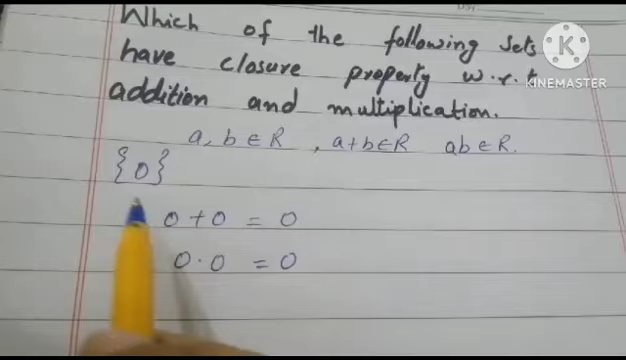 Which of the following sets
have closure property w.r.t
addition and multiplication.
a, b ∈ R , a+b∈R ab ∈ R.
{0}
0 + 0 = 0
0 . 0 = 0
K
KINEMASTER